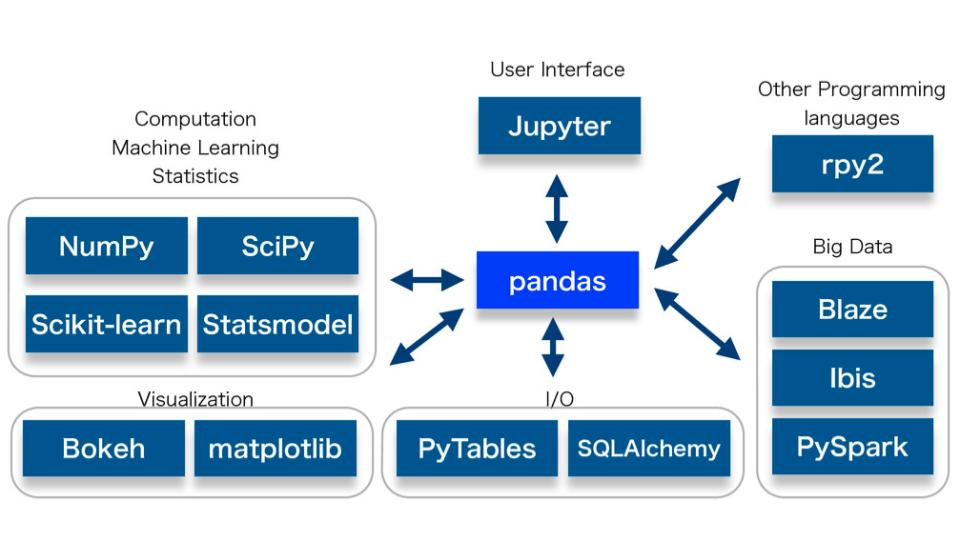 User Interface
Jupyter
Other Programming
languages
rpy2
Computation
Machine Learning
Statistics
NumPy
SciPy
Scikit-learn
Statsmodel
pandas
Big Data
Blaze
Ibis
PySpark
Visualization
Bokeh
matplotlib
I/O
PyTables
SQLAlchemy